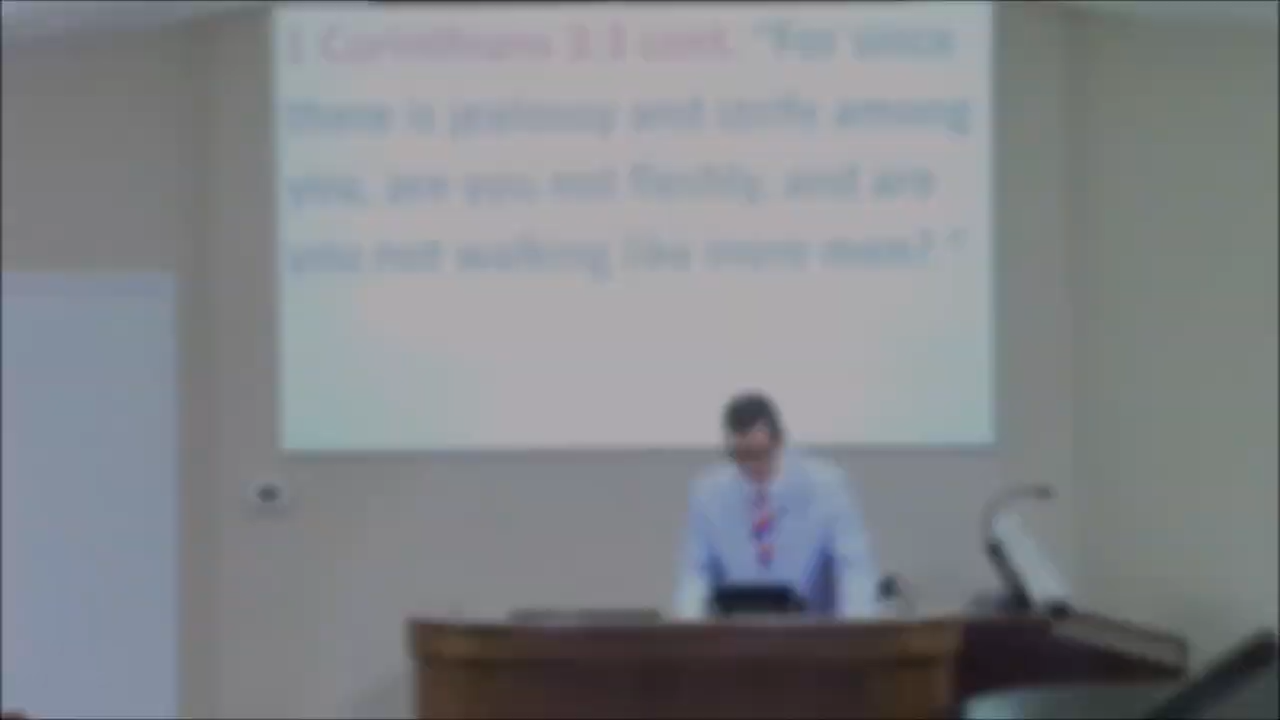 1 Corinthians 3:3 cont. "For since
there is jealousy and strife among
you, are you not fleshly, and are
you not walking like mere men?"